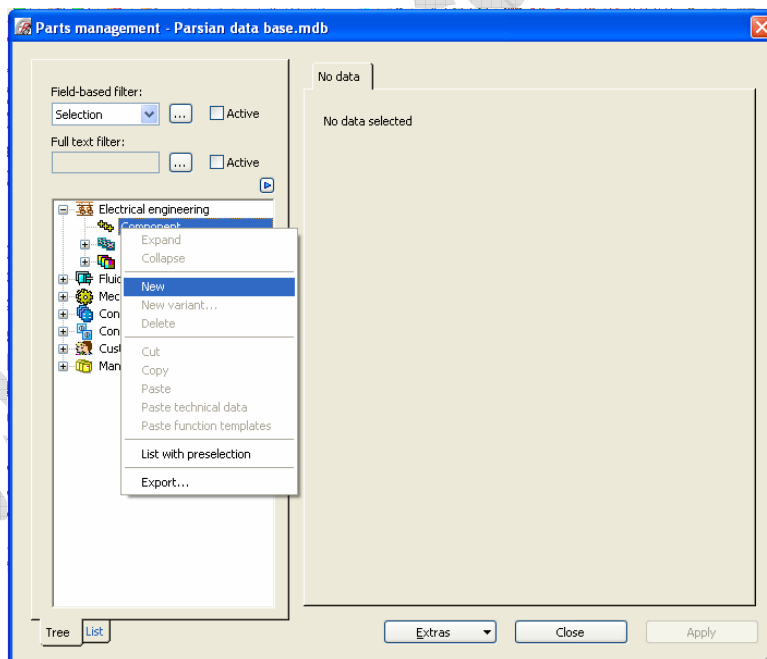 Parts management - Parsian data base.mdb
No data
Field-based filter:
Selection ... Active
No data selected
Full text filter:
... Active
Electrical engineering
Component
Expand
Collapse
Fluid
New
Mec
New variant...
Con
Delete
Con
Cust
Cut
Man
Copy
Paste
Paste technical data
Paste function templates
List with preselection
Export...
Tree List
Extras Close Apply